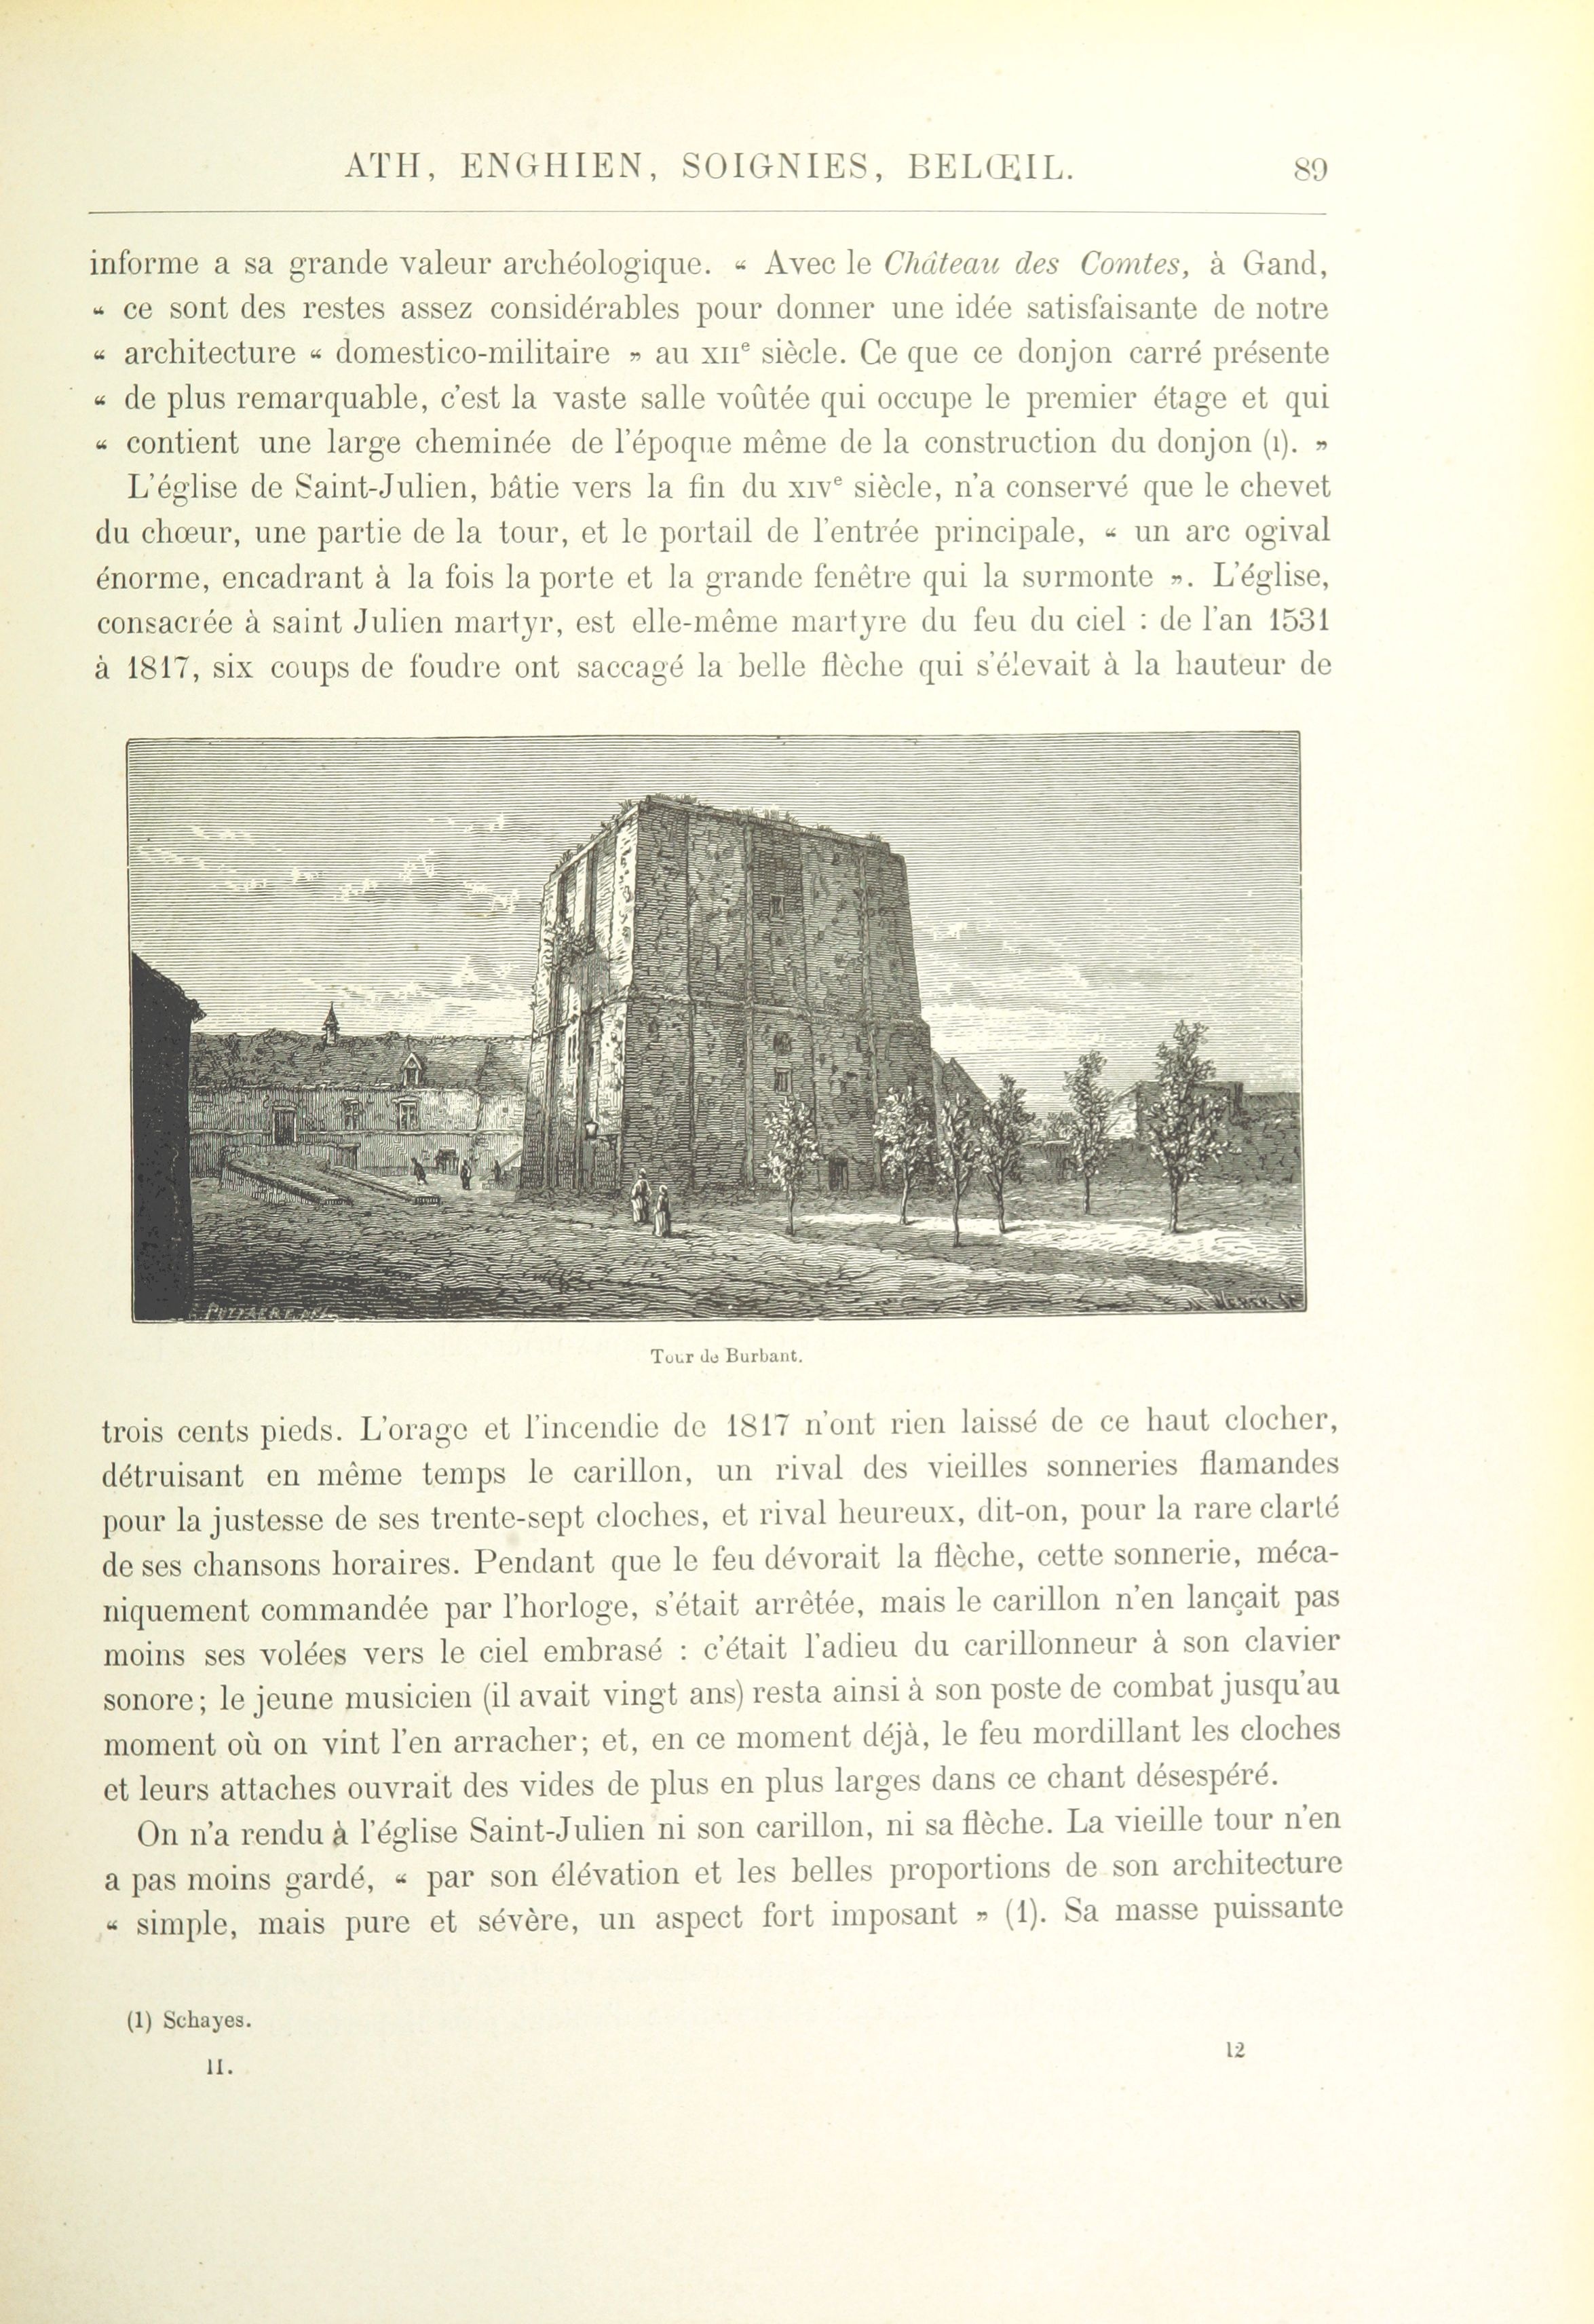 ATH, ENGHIEN, SOIGNIES, BELŒIL. 89
informe a sa grande valeur archéologique. “ Avec le Château des Comtes, à Gand,
“ ce sont des restes assez considérables pour donner une idée satisfaisante de notre
“ architecture “ domestico-militaire ” au XIIe siècle. Ce que ce donjon carré présente
“ de plus remarquable, c'est la vaste salle voûtée qui occupe le premier étage et qui
“ contient une large cheminée de l'époque même de la construction du donjon (1). ”
L'église de Saint-Julien, bâtie vers la fin du XIVe siècle, n'a conservé que le chevet
du chœur, une partie de la tour, et le portail de l'entrée principale, “ un arc ogival
énorme, encadrant à la fois la porte et la grande fenêtre qui la surmonte ”. L'église,
consacrée à saint Julien martyr, est elle-même martyre du feu du ciel : de l'an 1531
à 1817, six coups de foudre ont saccagé la belle flèche qui s'élevait à la hauteur de
PUTTAERT. DEL.
WEBER SC
Tour de Burbant.
trois cents pieds. L'orage et l'incendie de 1817 n'ont rien laissé de ce haut clocher,
détruisant en même temps le carillon, un rival des vieilles sonneries flamandes
pour la justesse de ses trente-sept cloches, et rival heureux, dit-on, pour la rare clarté
de ses chansons horaires. Pendant que le feu dévorait la flèche, cette sonnerie, méca-
niquement commandée par l'horloge, s'était arrêtée, mais le carillon n'en lançait pas
moins ses volées vers le ciel embrasé : c'était l'adieu du carillonneur à son clavier
sonore; le jeune musicien (il avait vingt ans) resta ainsi à son poste de combat jusqu'au
moment où on vint l'en arracher; et, en ce moment déjà, le feu mordillant les cloches
et leurs attaches ouvrait des vides de plus en plus larges dans ce chant désespéré.
On n'a rendu à l'église Saint-Julien ni son carillon, ni sa flèche. La vieille tour n'en
a pas moins gardé, “ par son élévation et les belles proportions de son architecture
“ simple, mais pure et sévère, un aspect fort imposant ” (1). Sa masse puissante
(1) Schayes.
II. 12